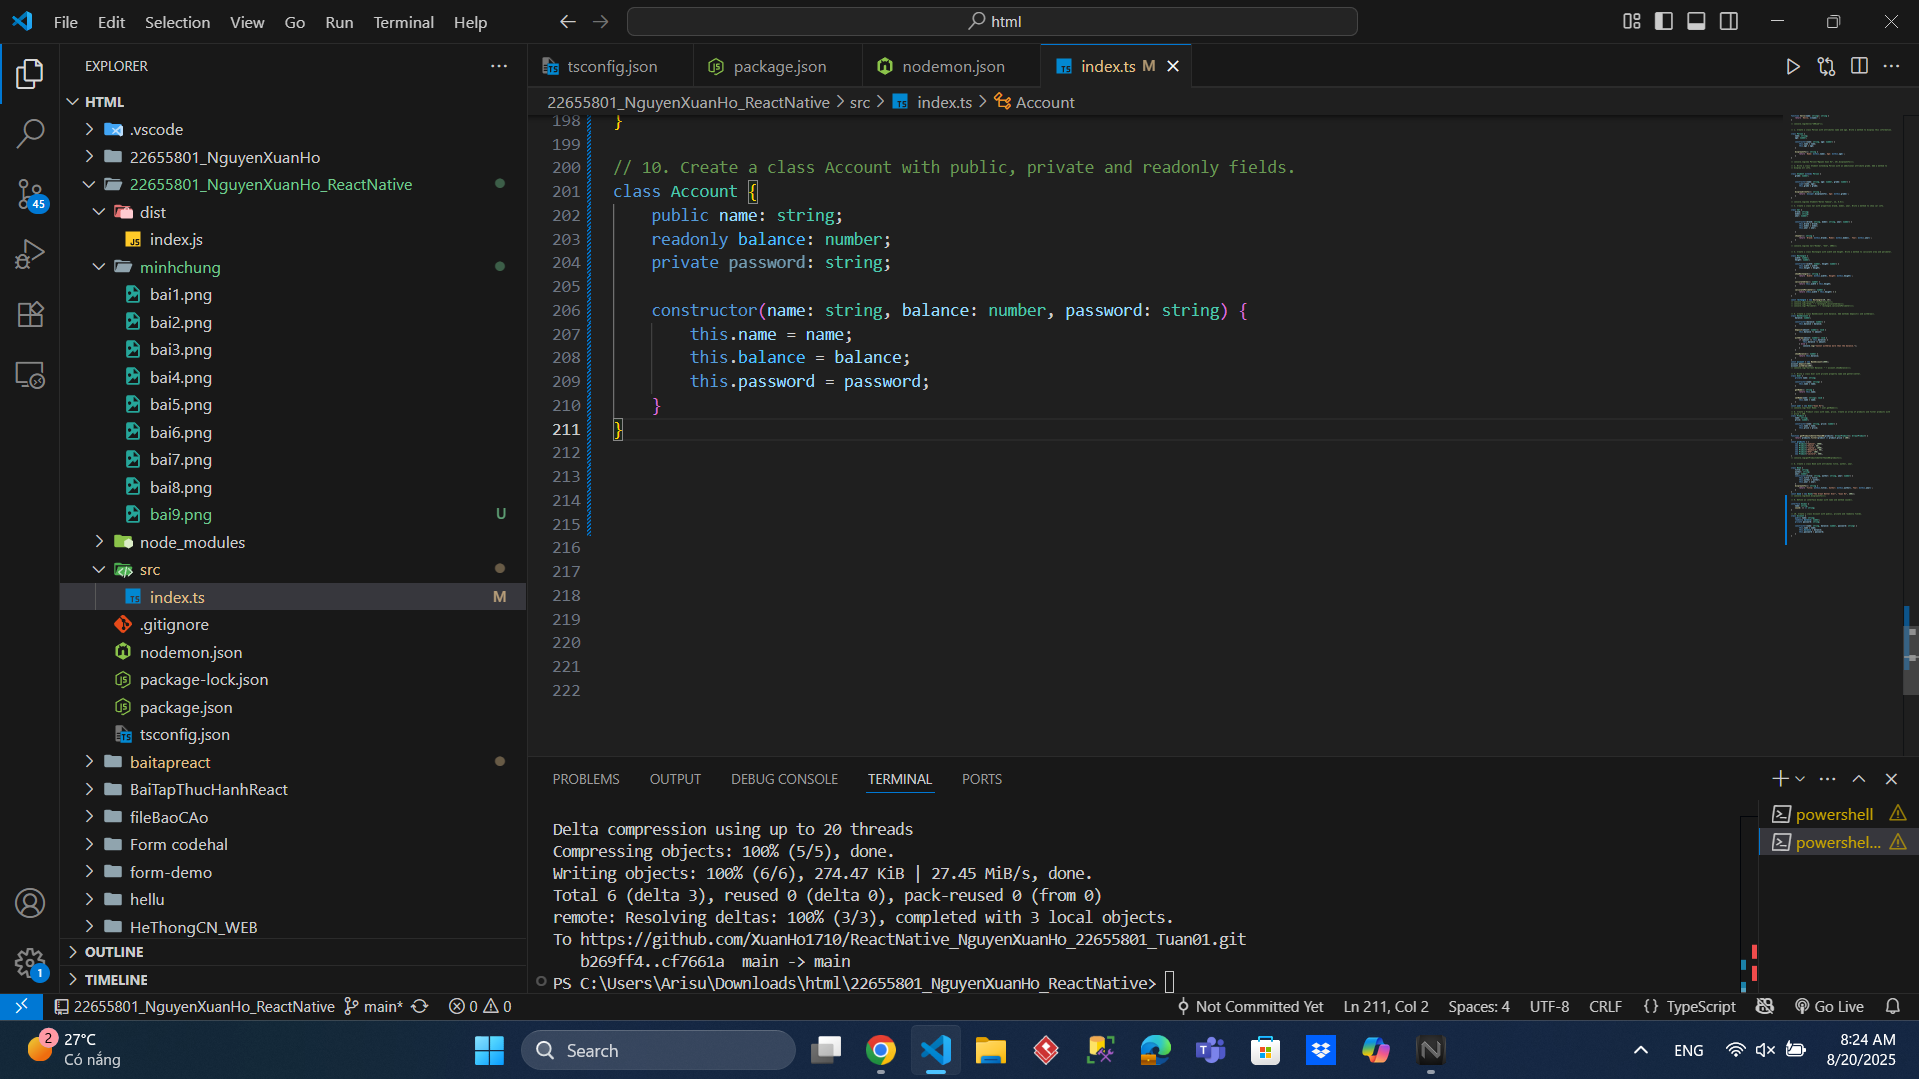 File Edit Selection View Go Run Terminal Help
html
EXPLORER
HTML
.vscode
22655801_NguyenXuanHo
22655801_NguyenXuanHo_ReactNative
dist
index.js
minhchung
bai1.png
bai2.png
bai3.png
bai4.png
bai5.png
bai6.png
bai7.png
bai8.png
bai9.png U
node_modules
src
index.ts M
.gitignore
nodemon.json
package-lock.json
package.json
tsconfig.json
baitapreact
BaiTapThucHanhReact
fileBaoCAo
Form codehal
form-demo
hellu
HeThongCN_WEB
OUTLINE
TIMELINE
45
1
tsconfig.json package.json nodemon.json index.ts M
22655801_NguyenXuanHo_ReactNative > src > index.ts > Account
198 }
199
200 // 10. Create a class Account with public, private and readonly fields.
201 class Account {
202 public name: string;
203 readonly balance: number;
204 private password: string;
205
206 constructor(name: string, balance: number, password: string) {
207 this.name = name;
208 this.balance = balance;
209 this.password = password;
210 }
211 }
212
213
214
215
216
217
218
219
220
221
222
PROBLEMS OUTPUT DEBUG CONSOLE TERMINAL PORTS
Delta compression using up to 20 threads
Compressing objects: 100% (5/5), done.
Writing objects: 100% (6/6), 274.47 KiB | 27.45 MiB/s, done.
Total 6 (delta 3), reused 0 (delta 0), pack-reused 0 (from 0)
remote: Resolving deltas: 100% (3/3), completed with 3 local objects.
To https://github.com/XuanHo1710/ReactNative_NguyenXuanHo_22655801_Tuan01.git
b269ff4..cf7661a main -> main
PS C:\Users\Arisu\Downloads\html\22655801_NguyenXuanHo_ReactNative>
powershell
powershel...
22655801_NguyenXuanHo_ReactNative main* 0 0 Not Committed Yet Ln 211, Col 2 Spaces: 4 UTF-8 CRLF {} TypeScript Go Live
2
27°C
Có nắng
Search
ENG
8:24 AM
8/20/2025